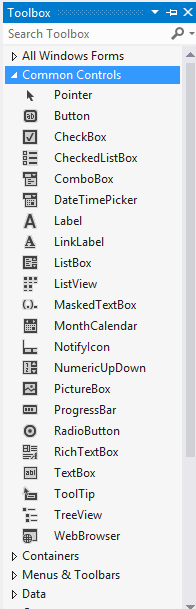 Toolbox
Search Toolbox
All Windows Forms
Common Controls
Pointer
Button
CheckBox
CheckedListBox
ComboBox
DateTimePicker
Label
LinkLabel
ListBox
ListView
MaskedTextBox
MonthCalendar
NotifyIcon
NumericUpDown
PictureBox
ProgressBar
RadioButton
RichTextBox
TextBox
ToolTip
TreeView
WebBrowser
Containers
Menus & Toolbars
Data